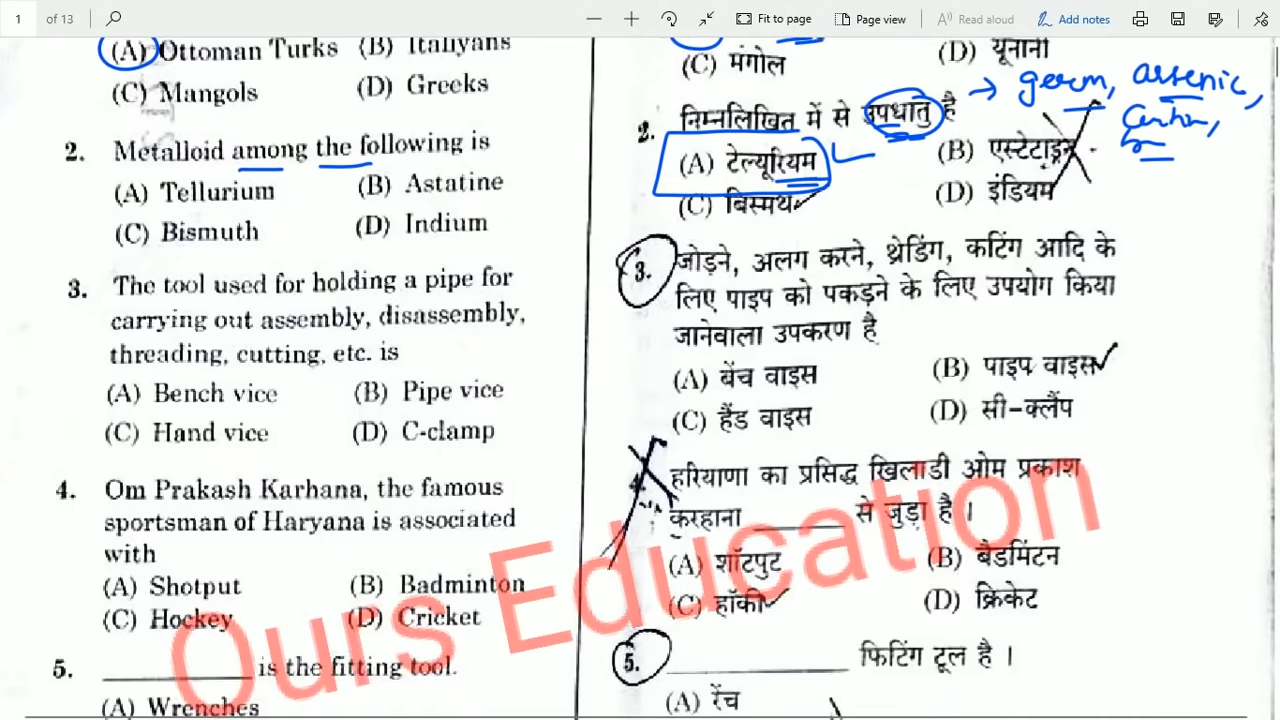 1 of 13
Fit to page
Page view
Read aloud
Add notes
(A) Ottoman Turks (B) Italiyans
(C) Mangols (D) Greeks
2. Metalloid among the following is
(A) Tellurium (B) Astatine
(C) Bismuth (D) Indium
3. The tool used for holding a pipe for
carrying out assembly, disassembly,
threading, cutting, etc. is
(A) Bench vice (B) Pipe vice
(C) Hand vice (D) C-clamp
4. Om Prakash Karhana, the famous
sportsman of Haryana is associated
with
(A) Shotput (B) Badminton
(C) Hockey (D) Cricket
5. __________ is the fitting tool.
(A) Wrenches
(C) मंगोल (D) यूनानी
germ, arsenic,
2. निम्नलिखित में से उपधातु है
(A) टेल्यूरियम (B) एस्टेटाइन
(C) बिस्मथ (D) इंडियम
3. जोड़ने, अलग करने, थ्रेडिंग, कटिंग आदि के
लिए पाइप को पकड़ने के लिए उपयोग किया
जानेवाला उपकरण है
(A) बेंच वाइस (B) पाइप वाइस
(C) हैंड वाइस (D) सी-क्लैंप
4. हरियाणा का प्रसिद्ध खिलाडी ओम प्रकाश
करहाना ______ से जुड़ा है ।
(A) शॉटपुट (B) बैडमिंटन
(C) हॉकी (D) क्रिकेट
5. ____________ फिटिंग टूल है ।
(A) रेंच
Ours Education